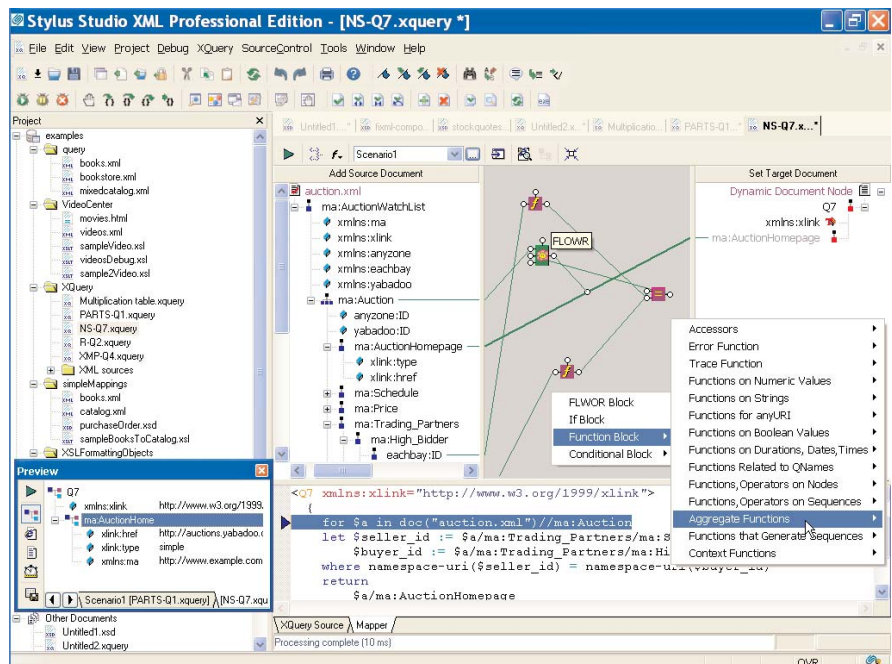 Stylus Studio XML Professional Edition - [NS-Q7.xquery *]
File Edit View Project Debug XQuery SourceControl Tools Window Help
Project
examples
query
books.xml
bookstore.xml
mixedcatalog.xml
VideoCenter
movies.html
videos.xml
sampleVideo.xsl
videosDebug.xsl
sample2Video.xsl
XQuery
Multiplication table.xquery
PARTS-Q1.xquery
NS-Q7.xquery
R-Q2.xquery
XMP-Q4.xquery
XML sources
simpleMappings
books.xml
catalog.xml
purchaseOrder.xsd
sampleBooksToCatalog.xsl
XSLFormattingObjects
Untitled1...* lixml-compo... stockquotes... Untitled2.x...* Multiplicatio... PARTS-Q1...* NS-Q7.x...*
Scenario1
Add Source Document
Set Target Document
auction.xml
ma:AuctionWatchList
xmlns:ma
xmlns:xlink
xmlns:anyzone
xmlns:eachbay
xmlns:yabadoo
ma:Auction
anyzone:ID
yabadoo:ID
ma:AuctionHomepage
xlink:type
xlink:href
ma:Schedule
ma:Price
ma:Trading_Partners
ma:High_Bidder
eachbay:ID
FLOWR
Dynamic Document Node
Q7
xmlns:xlink
ma:AuctionHomepage
FLWOR Block
If Block
Function Block
Conditional Block
Accessors
Error Function
Trace Function
Functions on Numeric Values
Functions on Strings
Functions for anyURI
Functions on Boolean Values
Functions on Durations, Dates,Times
Functions Related to QNames
Functions,Operators on Nodes
Functions,Operators on Sequences
Aggregate Functions
Functions that Generate Sequences
Context Functions
Preview
Q7
xmlns:xlink http://www.w3.org/1999.
ma:AuctionHome
xlink:href http://auctions.yabadoo.c
xlink:type simple
xmlns:ma http://www.example.com
Scenario1 [PARTS-Q1.xquery] [NS-Q7.xqu
<Q7 xmlns:xlink="http://www.w3.org/1999/xlink">
{
for $a in doc("auction.xml")//ma:Auction
let $seller_id := $a/ma:Trading_Partners/ma:S
$buyer_id := $a/ma:Trading_Partners/ma:Hi
where namespace-uri($seller_id) = namespace-uri($buyer_id)
return
$a/ma:AuctionHomepage
Other Documents
Untitled1.xsd
Untitled2.xquery
XQuery Source Mapper
Processing complete (10 ms)
OVR